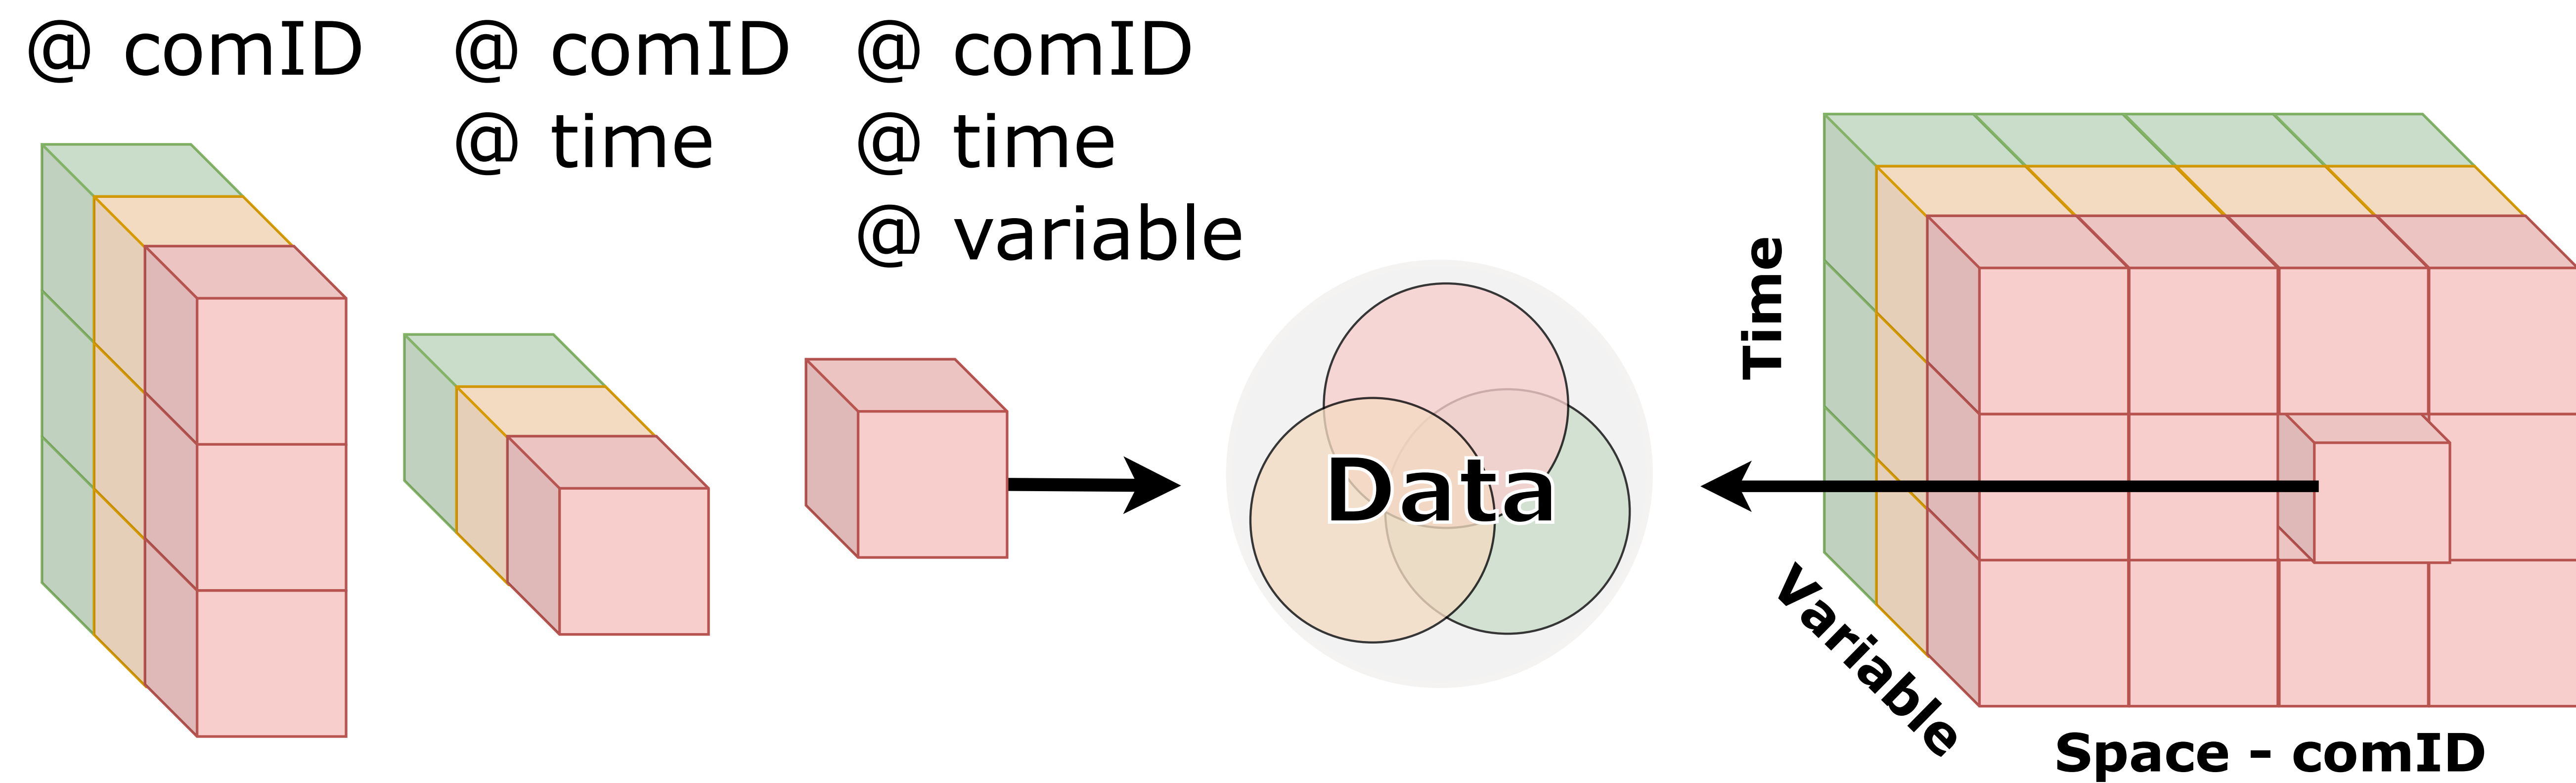 @ comID
@ comID
@ time
@ comID
@ time
@ variable
Data
Time
Variable
Space - comID